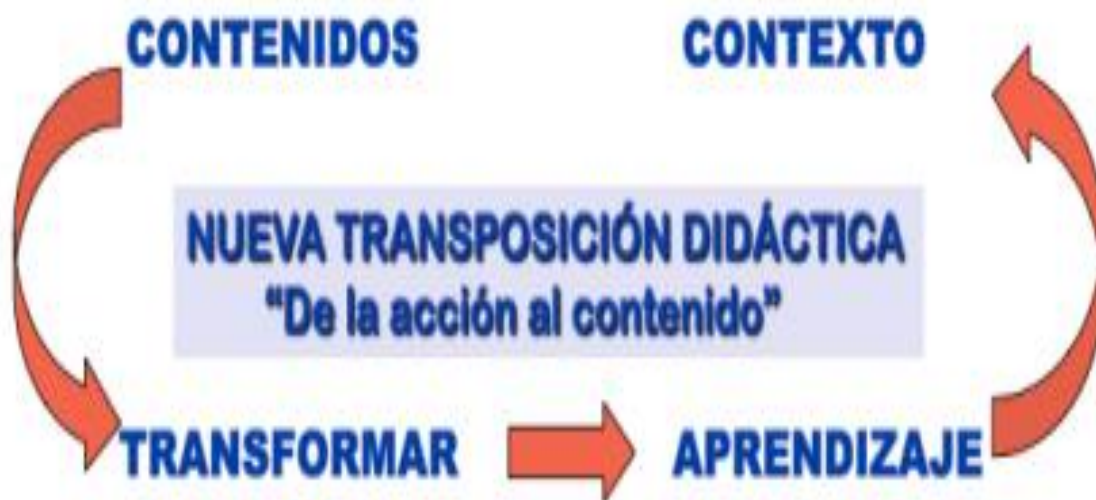 CONTENIDOS CONTEXTO
NUEVA TRANSPOSICIÓN DIDÁCTICA
“De la acción al contenido”
TRANSFORMAR APRENDIZAJE